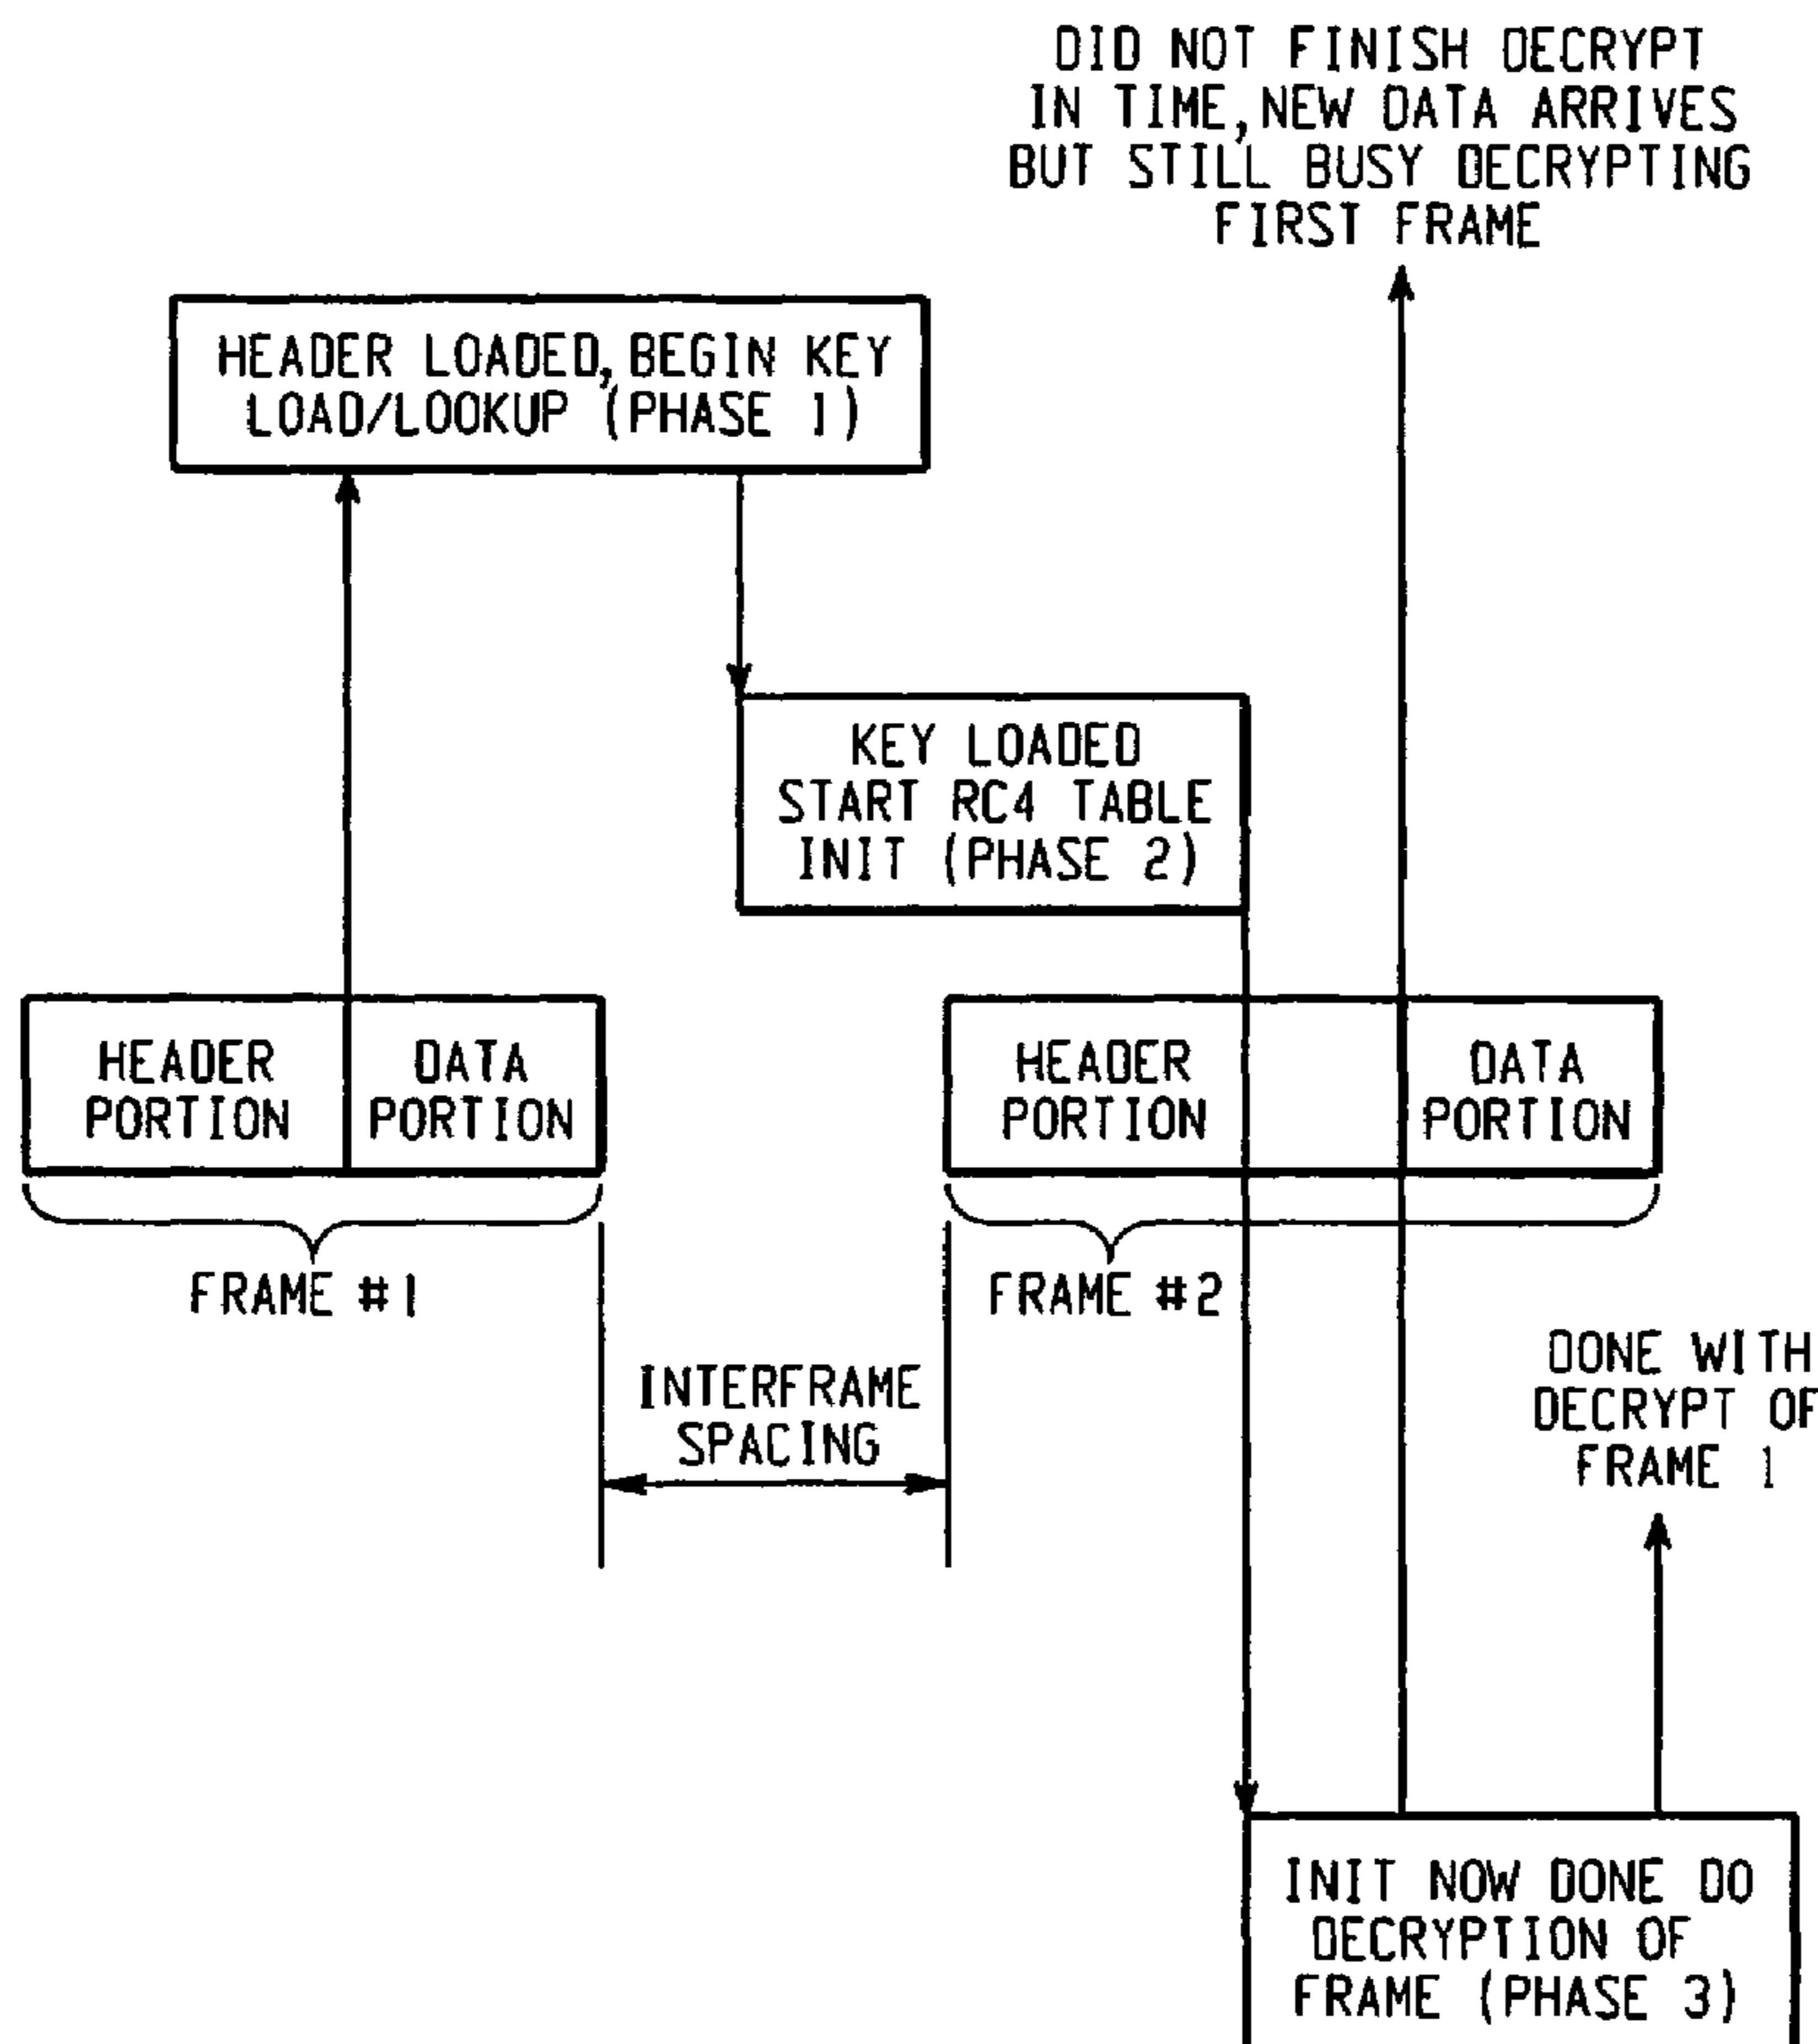 DID NOT FINISH DECRYPT
IN TIME, NEW DATA ARRIVES
BUT STILL BUSY DECRYPTING
FIRST FRAME
HEADER LOADED, BEGIN KEY
LOAD/LOOKUP (PHASE 1)
KEY LOADED
START RC4 TABLE
INIT (PHASE 2)
HEADER
PORTION
DATA
PORTION
HEADER
PORTION
DATA
PORTION
FRAME #1
FRAME #2
INTERFRAME
SPACING
DONE WITH
DECRYPT OF
FRAME 1
INIT NOW DONE DO
DECRYPTION OF
FRAME (PHASE 3)